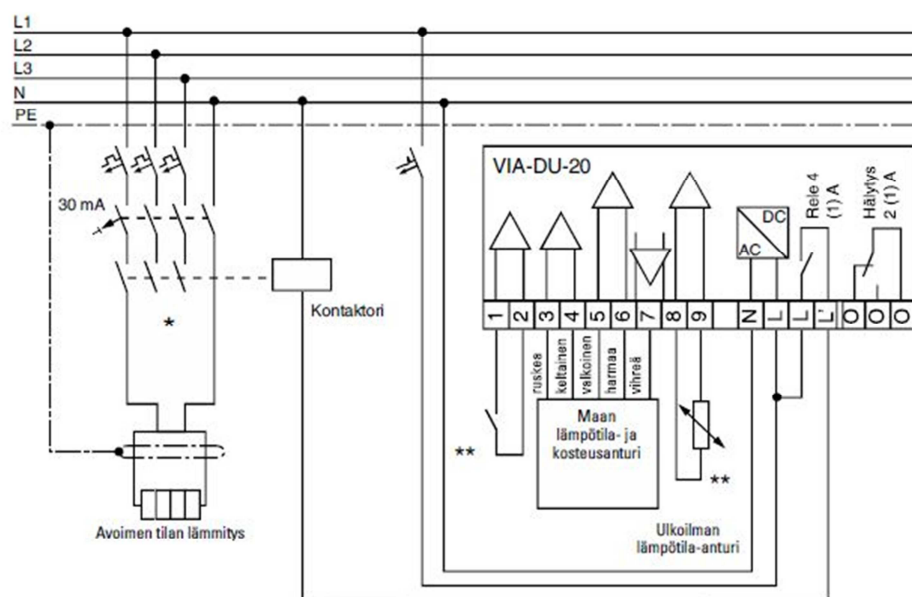 L1
L2
L3
N
PE
30 mA
*
Kontaktori
Avoimen tilan lämmitys
VIA-DU-20
DC
AC
Rele 4
(1) A
Hälytys
2 (1) A
1 2 3 4 5 6 7 8 9 N L L L' O O O
ruskea
keltainen
valkoinen
harmaa
vihreä
**
Maan
lämpötila- ja
kosteusanturi
**
Ulkoilman
lämpötila-anturi